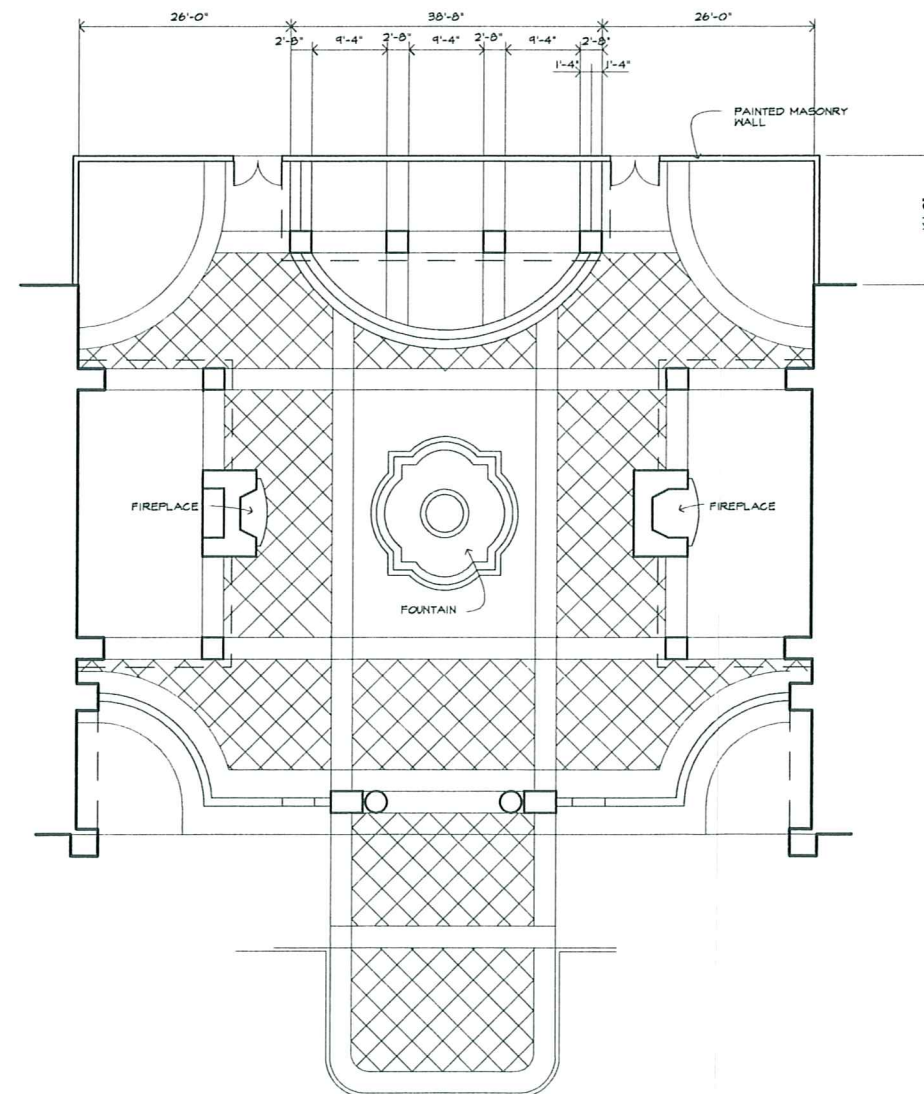 26'-0" 38'-8" 26'-0"
2'-8" 9'-4" 2'-8" 9'-4" 2'-8" 9'-4" 2'-8"
1'-4" 1'-4"
PAINTED MASONRY
WALL
FIREPLACE
FIREPLACE
FOUNTAIN